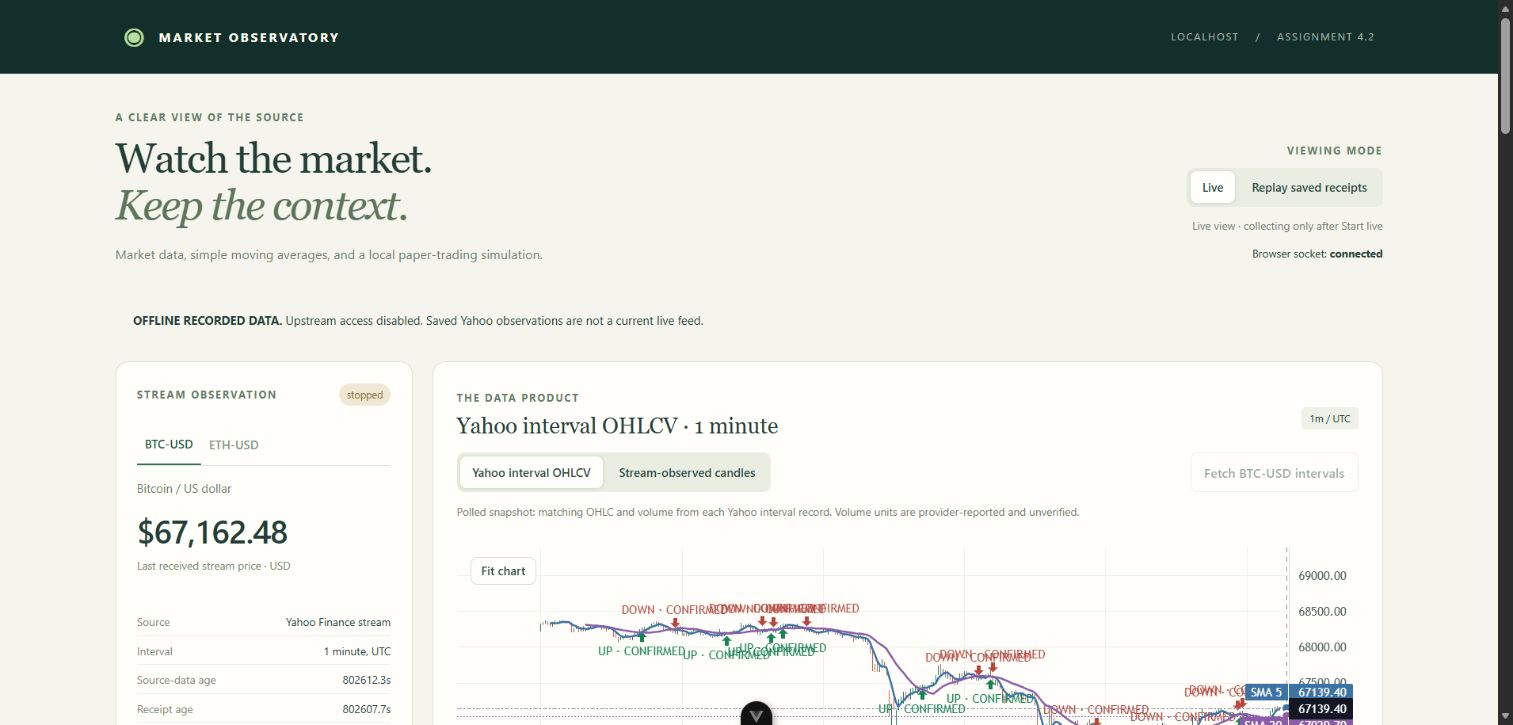 MARKET OBSERVATORY
LOCALHOST / ASSIGNMENT 4.2
A CLEAR VIEW OF THE SOURCE
Watch the market.
Keep the context.
Market data, simple moving averages, and a local paper-trading simulation.
VIEWING MODE
Live
Replay saved receipts
Live view · collecting only after Start live
Browser socket: connected
OFFLINE RECORDED DATA. Upstream access disabled. Saved Yahoo observations are not a current live feed.
STREAM OBSERVATION
stopped
BTC-USD
ETH-USD
Bitcoin / US dollar
$67,162.48
Last received stream price · USD
Source Yahoo Finance stream
Interval 1 minute, UTC
Source-data age 802612.3s
Receipt age 802607.7s
THE DATA PRODUCT
Yahoo interval OHLCV · 1 minute
1m / UTC
Yahoo interval OHLCV
Stream-observed candles
Fetch BTC-USD intervals
Polled snapshot: matching OHLC and volume from each Yahoo interval record. Volume units are provider-reported and unverified.
Fit chart
69000.00
68500.00
68000.00
67500.00
DOWN · CONFIRMED
UP · CONFIRMED
UP · CONFIRMED
DOWN · CONFIRMED
UP · CONFIRMED
UP · CONFIRMED
SMA 5 67139.40
67139.40
DOWN · CONFIRMED
DOWN · CONFIRMED